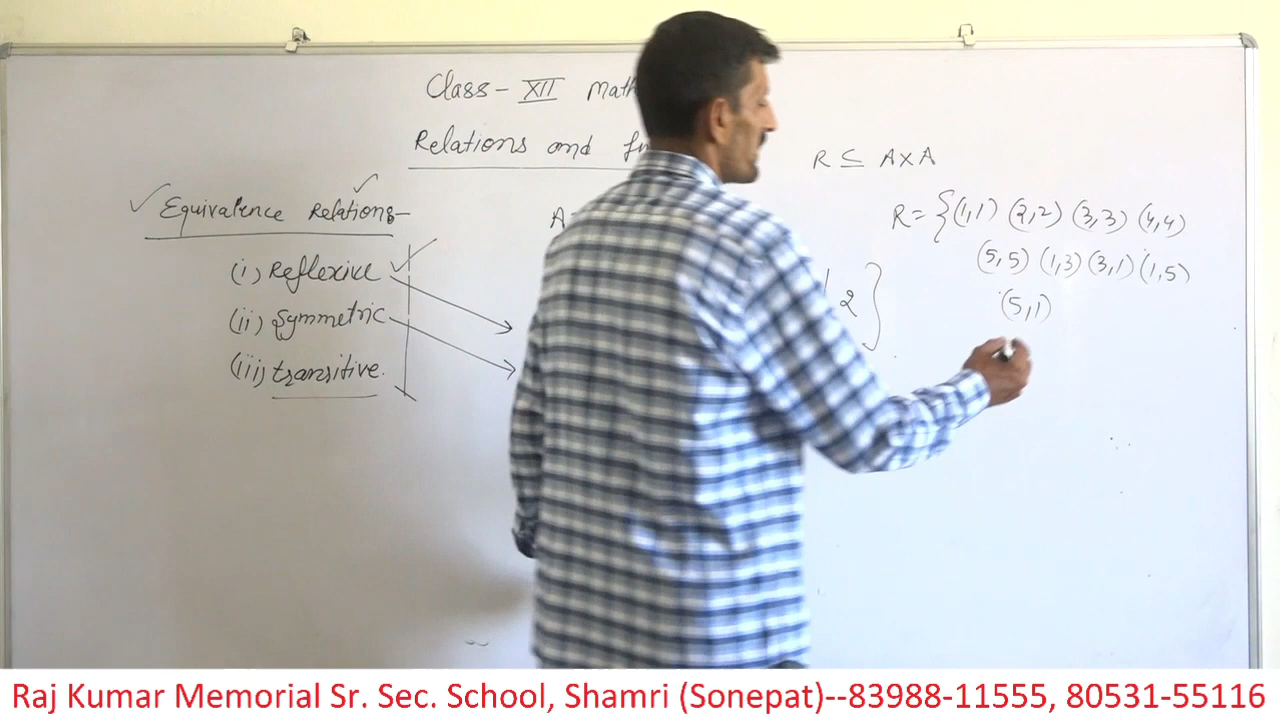 Class - XII Math
Relations and
R ⊆ A×A
Equivalence Relations-
A
R = {(1,1) (2,2) (3,3) (4,4)
(5,5) (1,3) (3,1) (1,5)
(5,1)
(i) Reflexive
2 }
(ii) Symmetric
(iii) transitive.
Raj Kumar Memorial Sr. Sec. School, Shamri (Sonepat)--83988-11555, 80531-55116